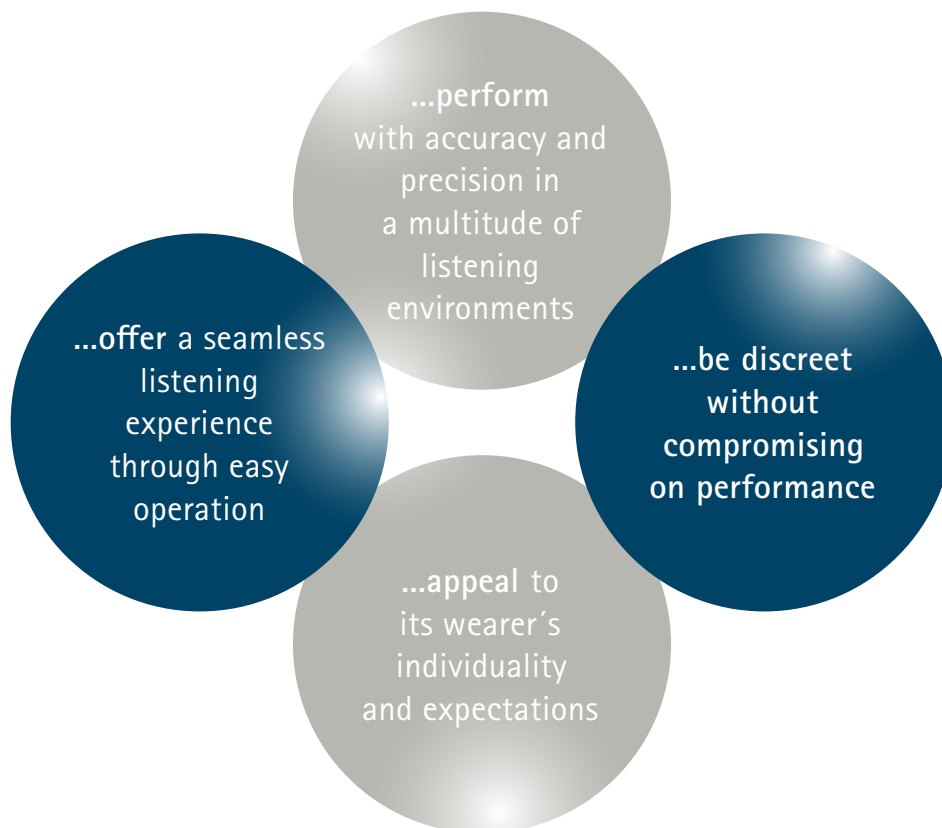 ...perform
with accuracy and
precision in
a multitude of
listening
environments
...offer a seamless
listening
experience
through easy
operation
...be discreet
without
compromising
on performance
...appeal to
its wearer´s
individuality
and expectations